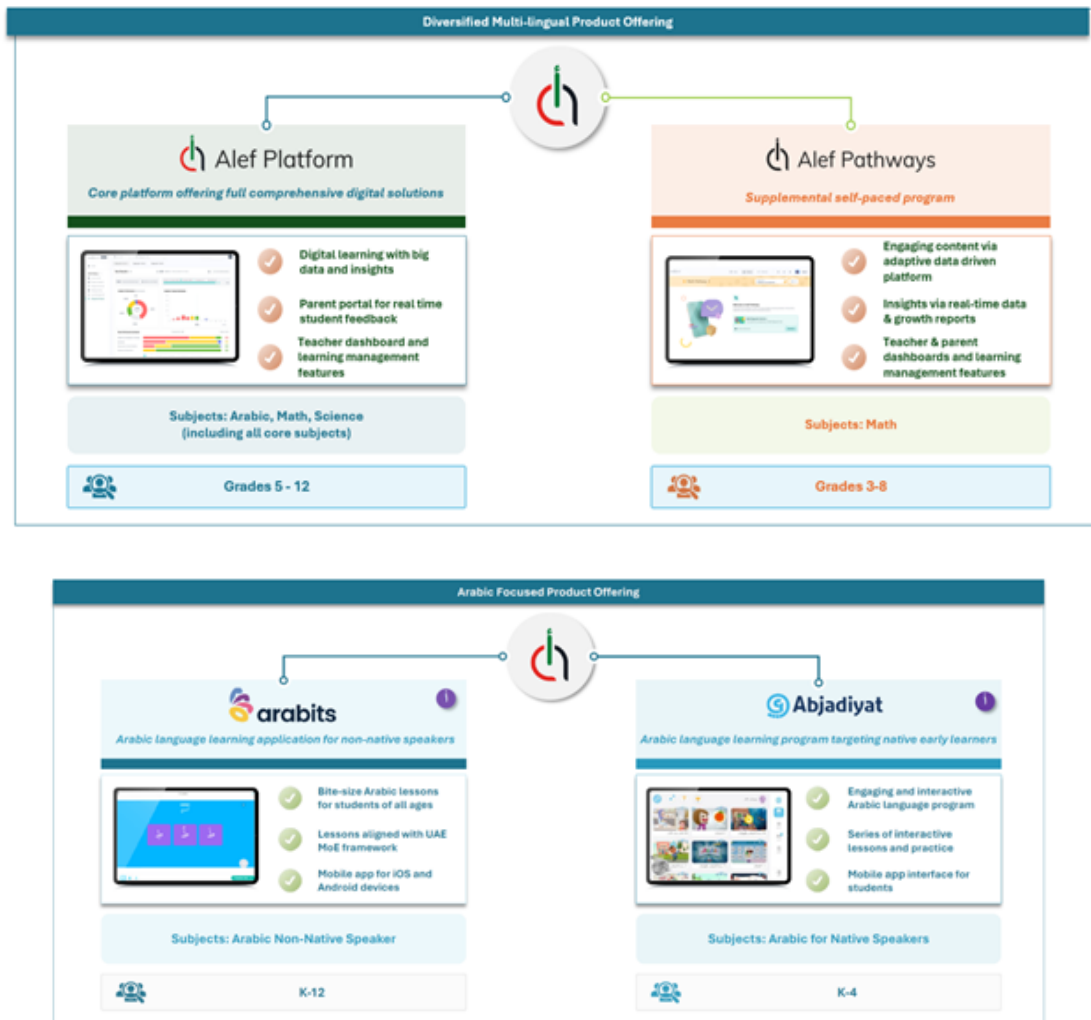 Diversified Multi-lingual Product Offering
Alef Platform
Core platform offering full comprehensive digital solutions
Digital learning with big
data and insights
Parent portal for real time
student feedback
Teacher dashboard and
learning management
features
Subjects: Arabic, Math, Science
(including all core subjects)
Grades 5 - 12
Alef Pathways
Supplemental self-paced program
Engaging content via
adaptive data driven
platform
Insights via real-time data
& growth reports
Teacher & parent
dashboards and learning
management features
Subjects: Math
Grades 3-8
Arabic Focused Product Offering
arabits
Arabic language learning application for non-native speakers
Bite-size Arabic lessons
for students of all ages
Lessons aligned with UAE
MoE framework
Mobile app for iOS and
Android devices
Subjects: Arabic Non-Native Speaker
K-12
Abjadiyat
Arabic language learning program targeting native early learners
Engaging and interactive
Arabic language program
Series of interactive
lessons and practice
Mobile app interface for
students
Subjects: Arabic for Native Speakers
K-4